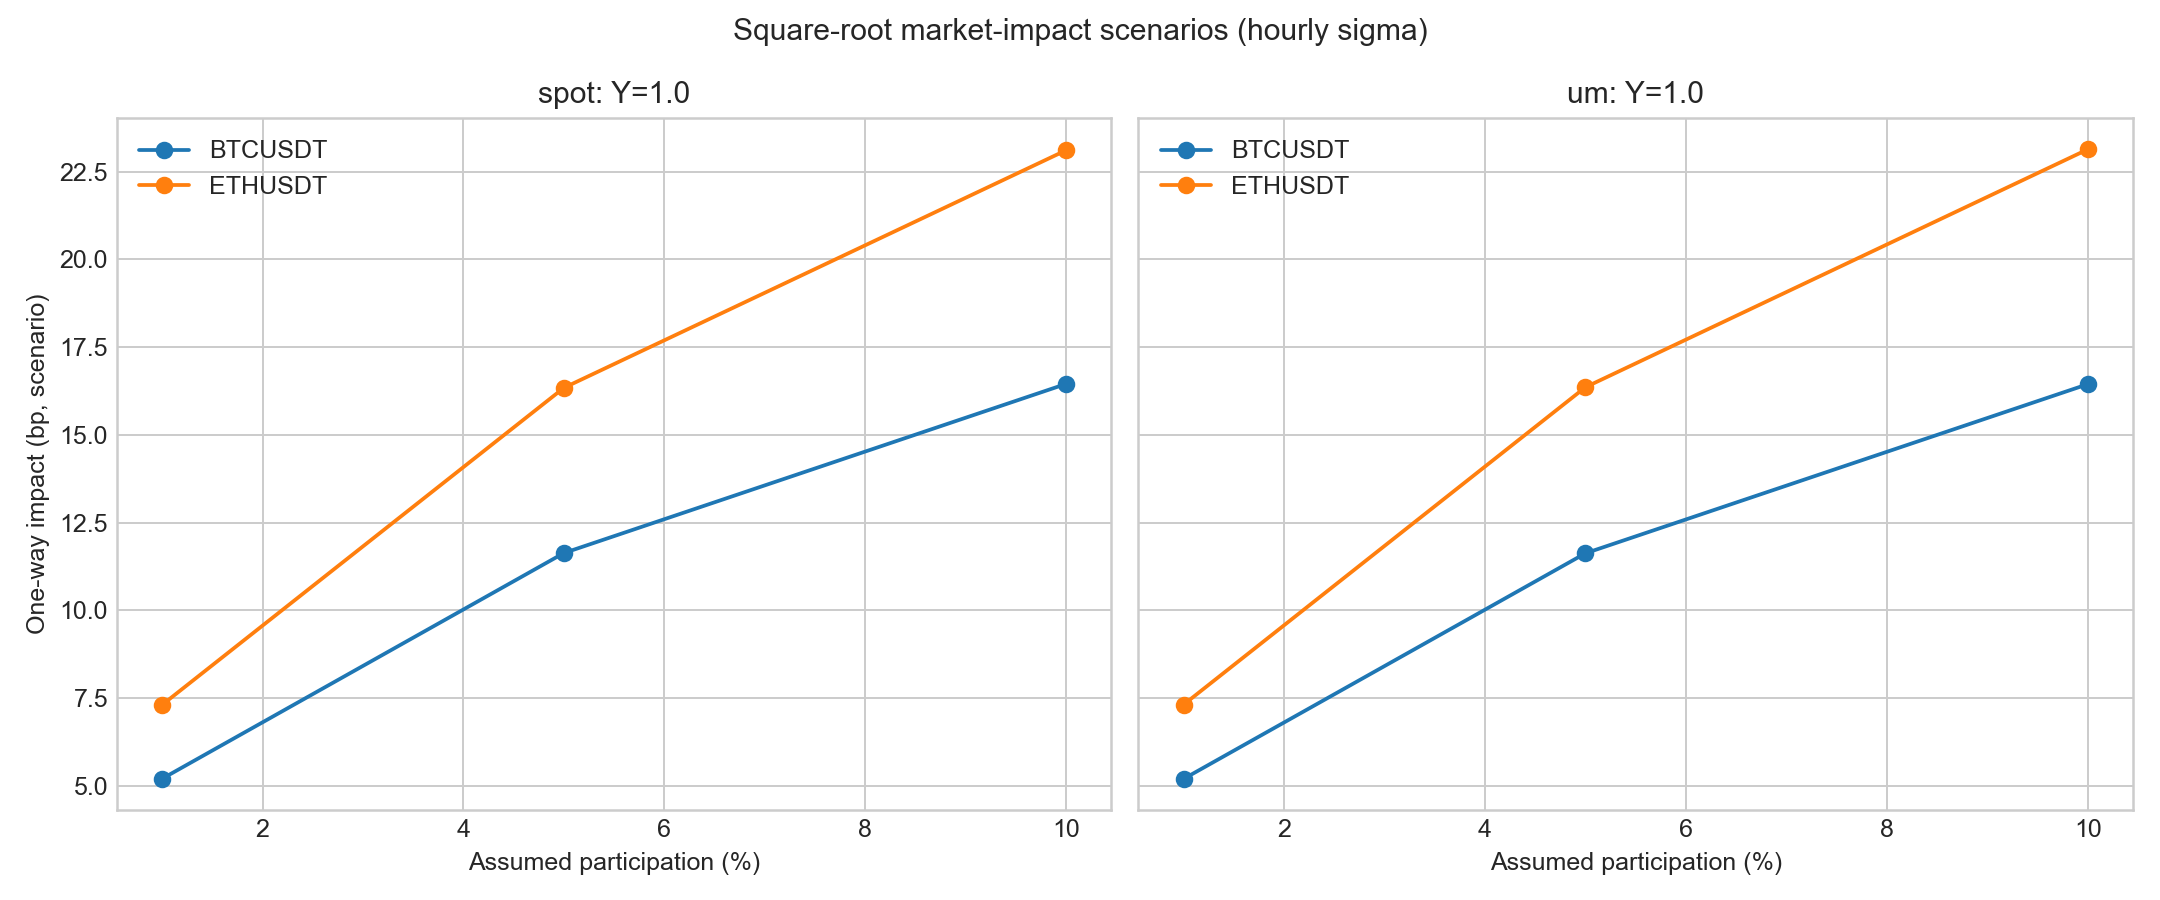 Square-root market-impact scenarios (hourly sigma)
spot: Y=1.0
BTCUSDT
ETHUSDT
22.5
20.0
17.5
15.0
12.5
10.0
7.5
5.0
One-way impact (bp, scenario)
2 4 6 8 10
Assumed participation (%)
um: Y=1.0
BTCUSDT
ETHUSDT
2 4 6 8 10
Assumed participation (%)